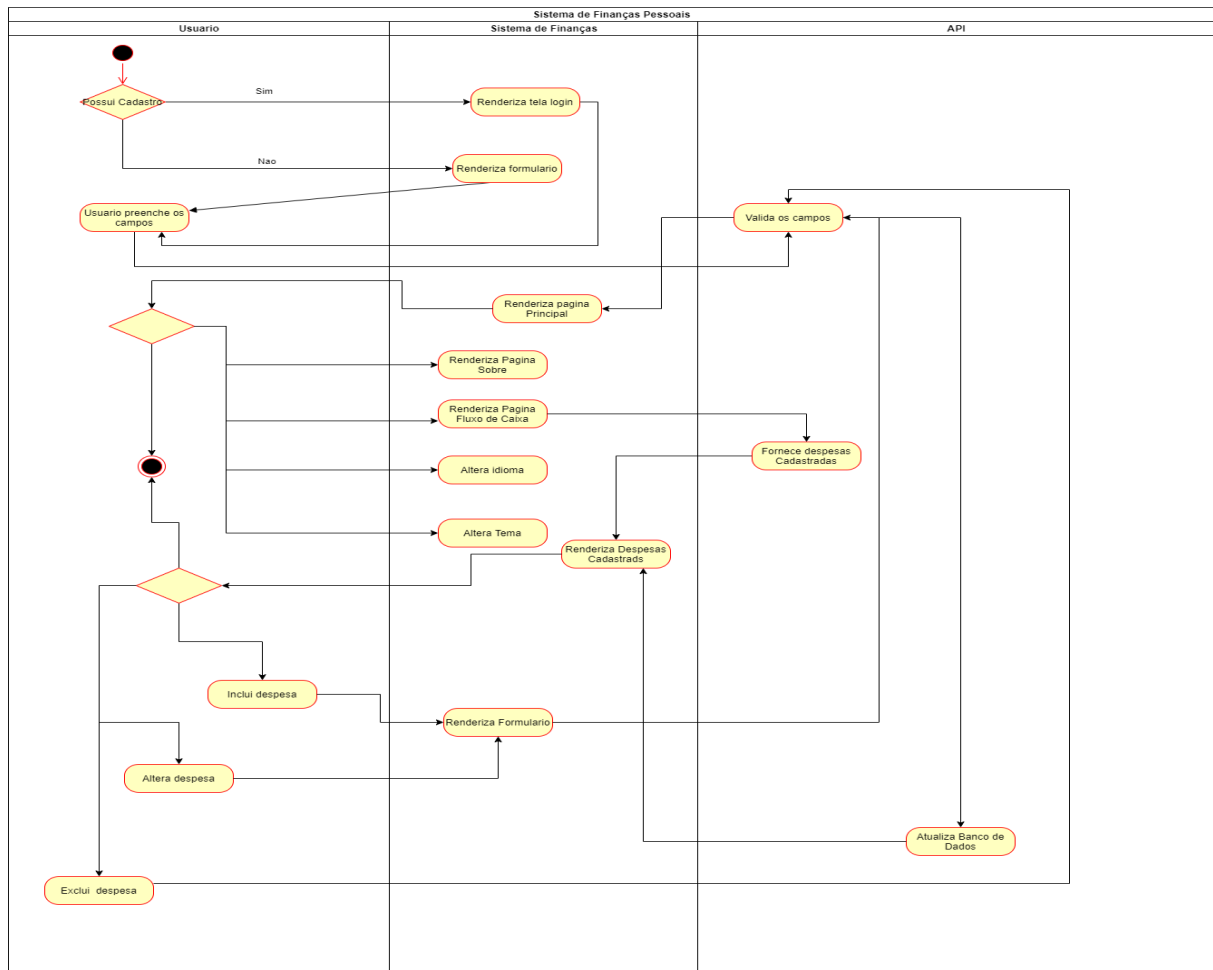 Sistema de Finanças Pessoais
Usuario
Sistema de Finanças
API
Possui Cadastro
Sim
Renderiza tela login
Nao
Renderiza formulario
Usuario preenche os
campos
Valida os campos
Renderiza pagina
Principal
Renderiza Pagina
Sobre
Renderiza Pagina
Fluxo de Caixa
Fornece despesas
Cadastradas
Altera idioma
Altera Tema
Renderiza Despesas
Cadastrads
Inclui despesa
Renderiza Formulario
Altera despesa
Atualiza Banco de
Dados
Exclui despesa